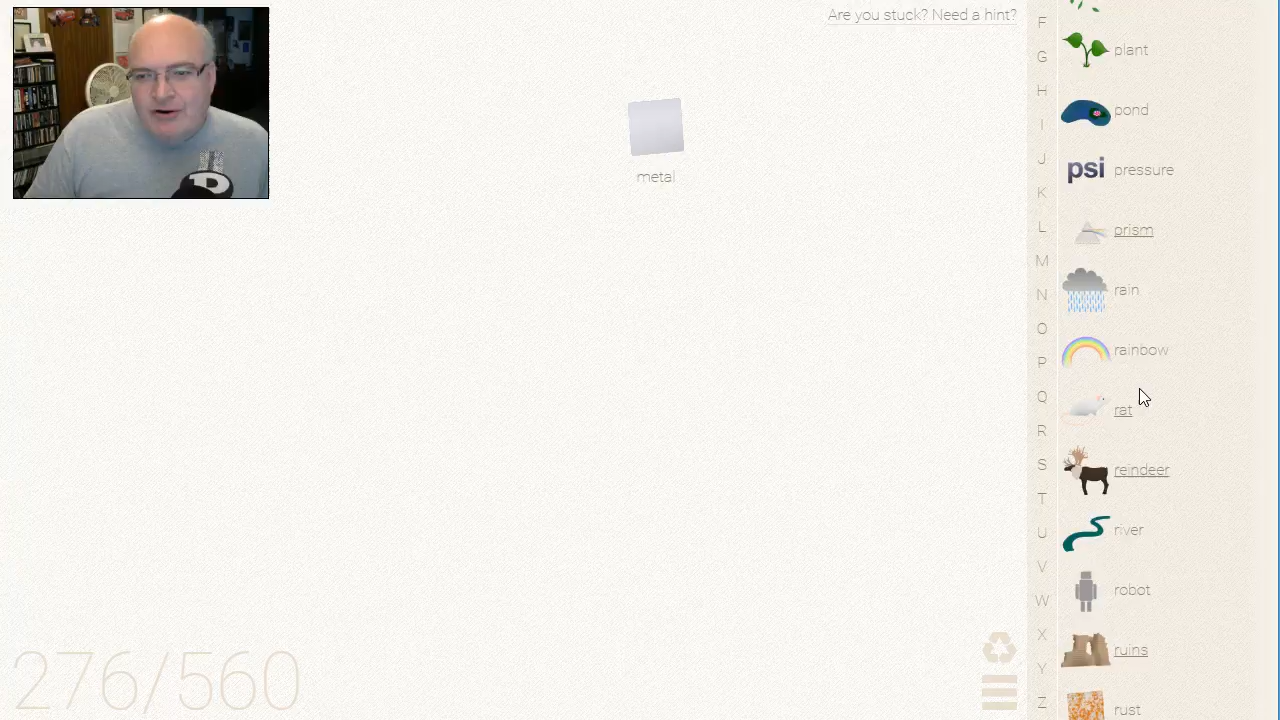 Are you stuck? Need a hint?
metal
276/560
F
G
H
I
J
K
L
M
N
O
P
Q
R
S
T
U
V
W
X
Y
Z
plant
pond
psi pressure
prism
rain
rainbow
rat
reindeer
river
robot
ruins
rust